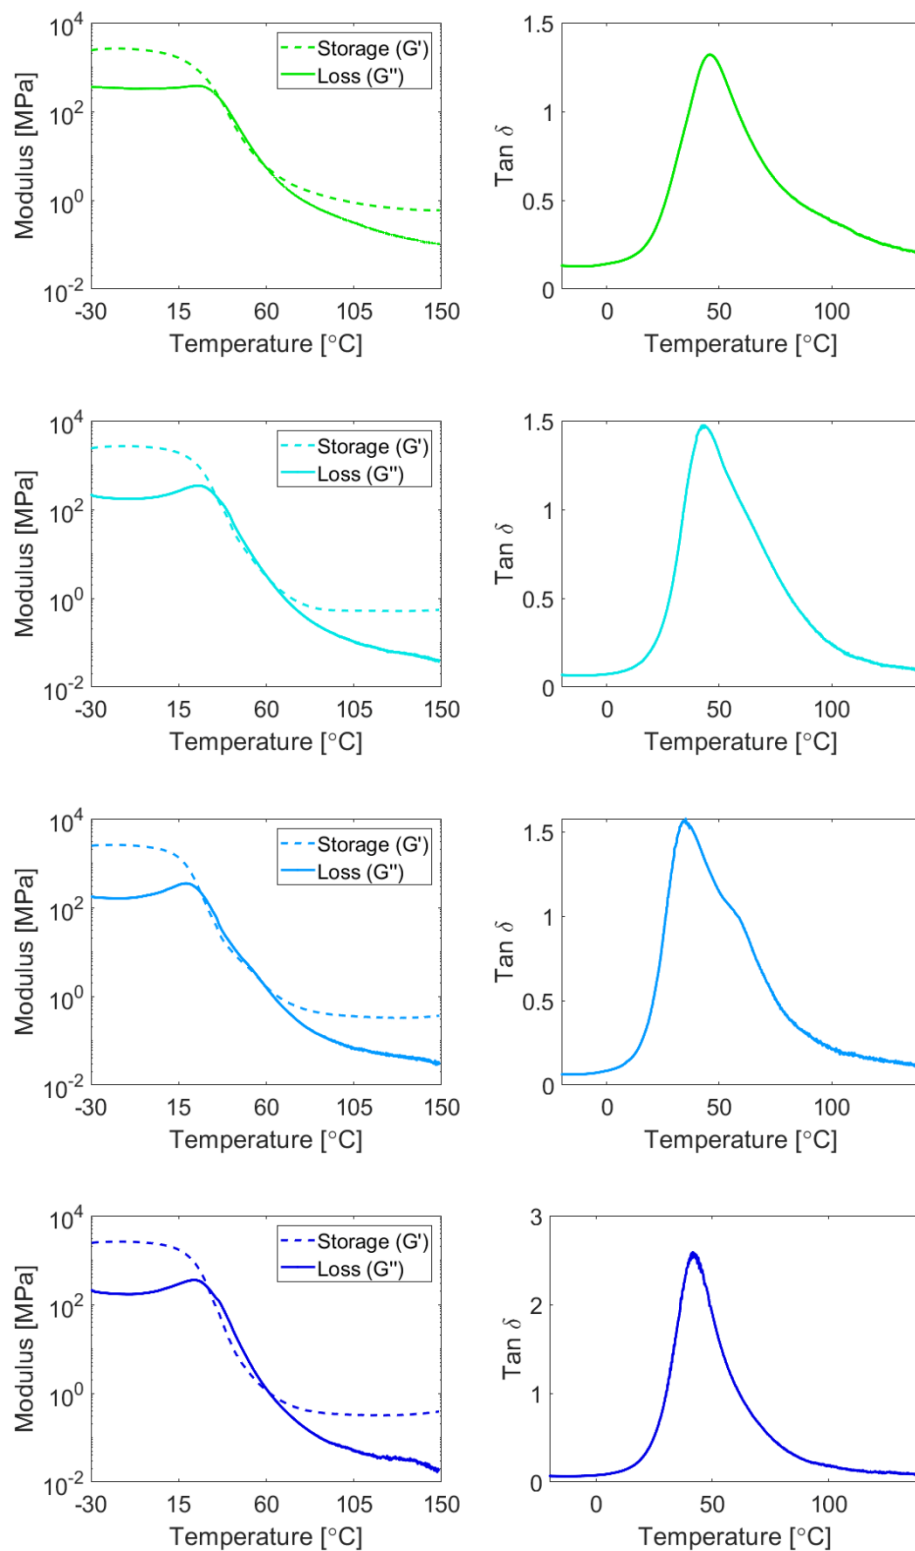 10^4
10^2
10^0
10^-2
Modulus [MPa]
Storage (G')
Loss (G'')
-30 15 60 105 150
Temperature [°C]
1.5
1
0.5
0
Tan δ
0 50 100
Temperature [°C]
10^4
10^2
10^0
10^-2
Modulus [MPa]
Storage (G')
Loss (G'')
-30 15 60 105 150
Temperature [°C]
1.5
1
0.5
0
Tan δ
0 50 100
Temperature [°C]
10^4
10^2
10^0
10^-2
Modulus [MPa]
Storage (G')
Loss (G'')
-30 15 60 105 150
Temperature [°C]
1.5
1
0.5
0
Tan δ
0 50 100
Temperature [°C]
10^4
10^2
10^0
10^-2
Modulus [MPa]
Storage (G')
Loss (G'')
-30 15 60 105 150
Temperature [°C]
3
2
1
0
Tan δ
0 50 100
Temperature [°C]